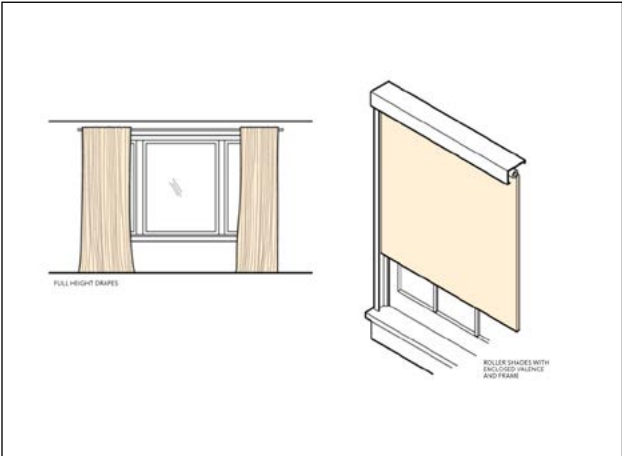 FULL HEIGHT DRAPES
ROLLER SHADES WITH
ENCLOSED VALENCE
AND FRAME